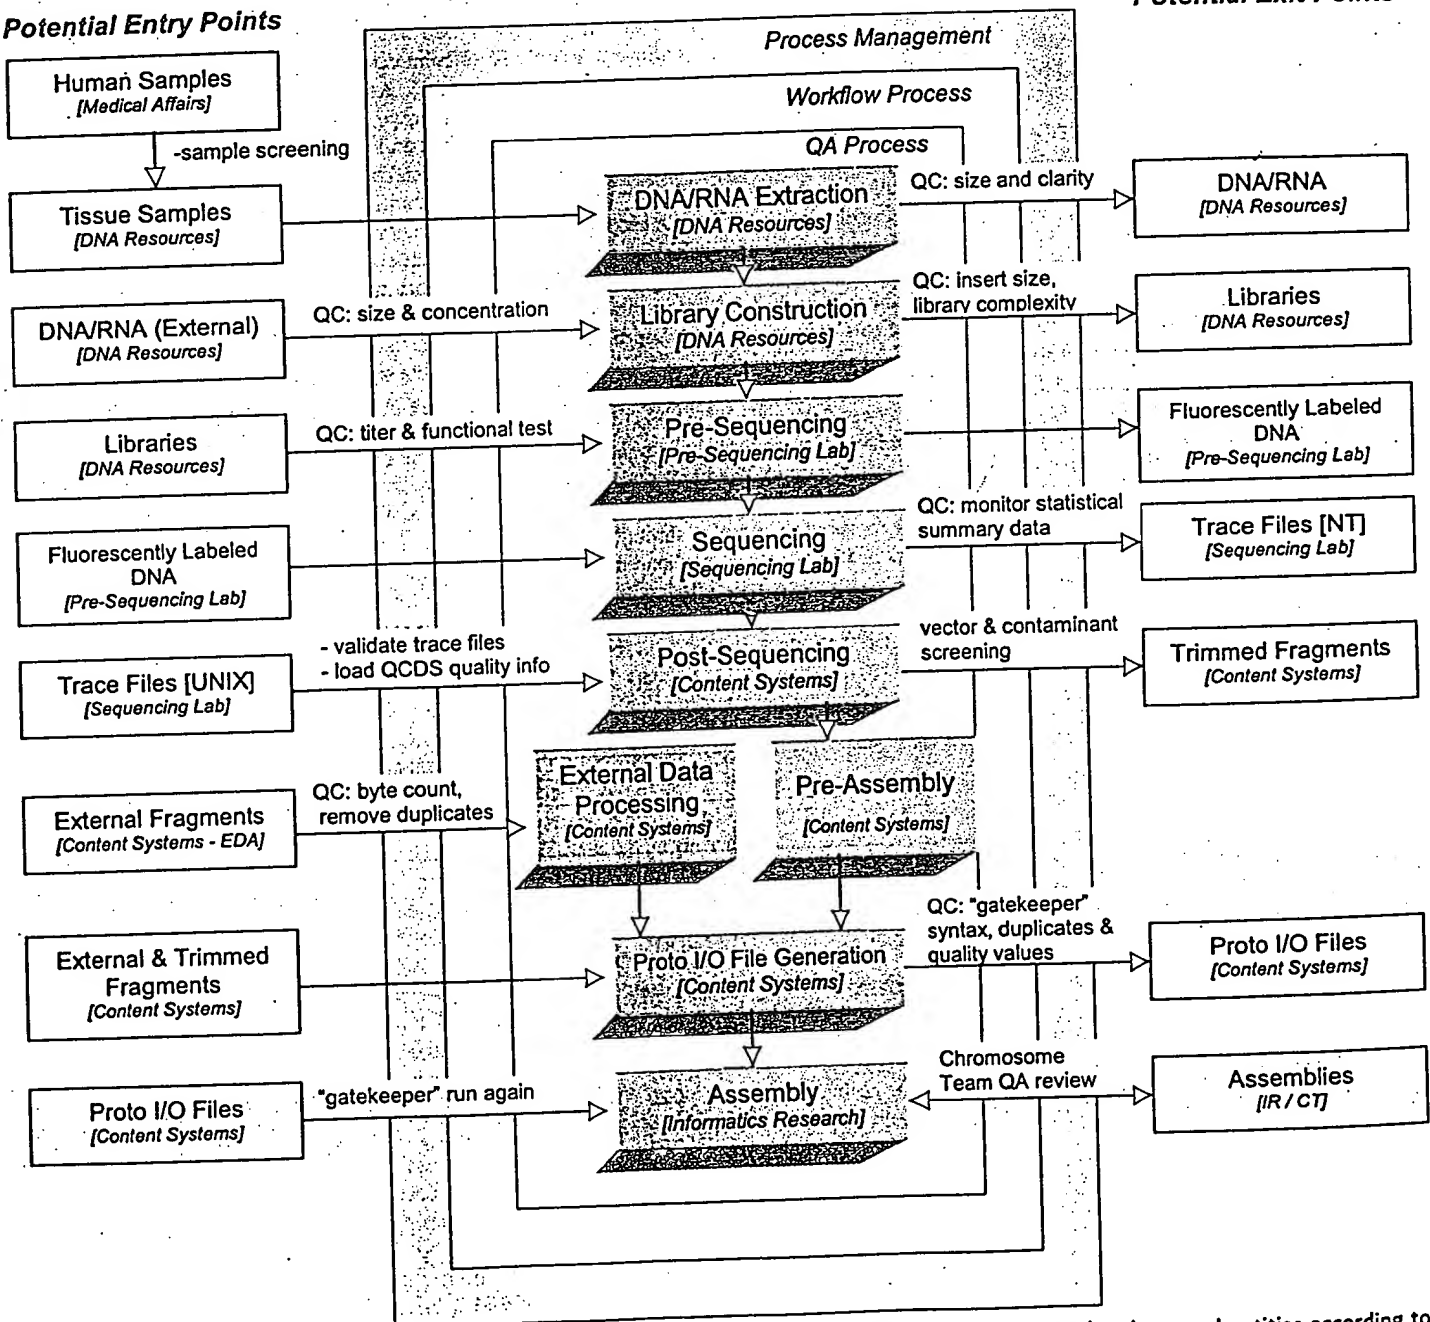 Potential Entry Points
Potential Exit Points
Process Management
Workflow Process
QA Process
Human Samples
[Medical Affairs]
-sample screening
Tissue Samples
[DNA Resources]
DNA/RNA Extraction
[DNA Resources]
QC: size and clarity
DNA/RNA
[DNA Resources]
DNA/RNA (External)
[DNA Resources]
QC: size & concentration
Library Construction
[DNA Resources]
QC: insert size,
library complexity
Libraries
[DNA Resources]
Libraries
[DNA Resources]
QC: titer & functional test
Pre-Sequencing
[Pre-Sequencing Lab]
Fluorescently Labeled
DNA
[Pre-Sequencing Lab]
Fluorescently Labeled
DNA
[Pre-Sequencing Lab]
Sequencing
[Sequencing Lab]
QC: monitor statistical
summary data
Trace Files [NT]
[Sequencing Lab]
Trace Files [UNIX]
[Sequencing Lab]
- validate trace files
- load QCDS quality info
Post-Sequencing
[Content Systems]
vector & contaminant
screening
Trimmed Fragments
[Content Systems]
External Fragments
[Content Systems - EDA]
QC: byte count,
remove duplicates
External Data
Processing
[Content Systems]
Pre-Assembly
[Content Systems]
External & Trimmed
Fragments
[Content Systems]
Proto I/O File Generation
[Content Systems]
QC: "gatekeeper"
syntax, duplicates &
quality values
Proto I/O Files
[Content Systems]
Proto I/O Files
[Content Systems]
"gatekeeper" run again
Assembly
[Informatics Research]
Chromosome
Team QA review
Assemblies
[IR / CT]
entities according to